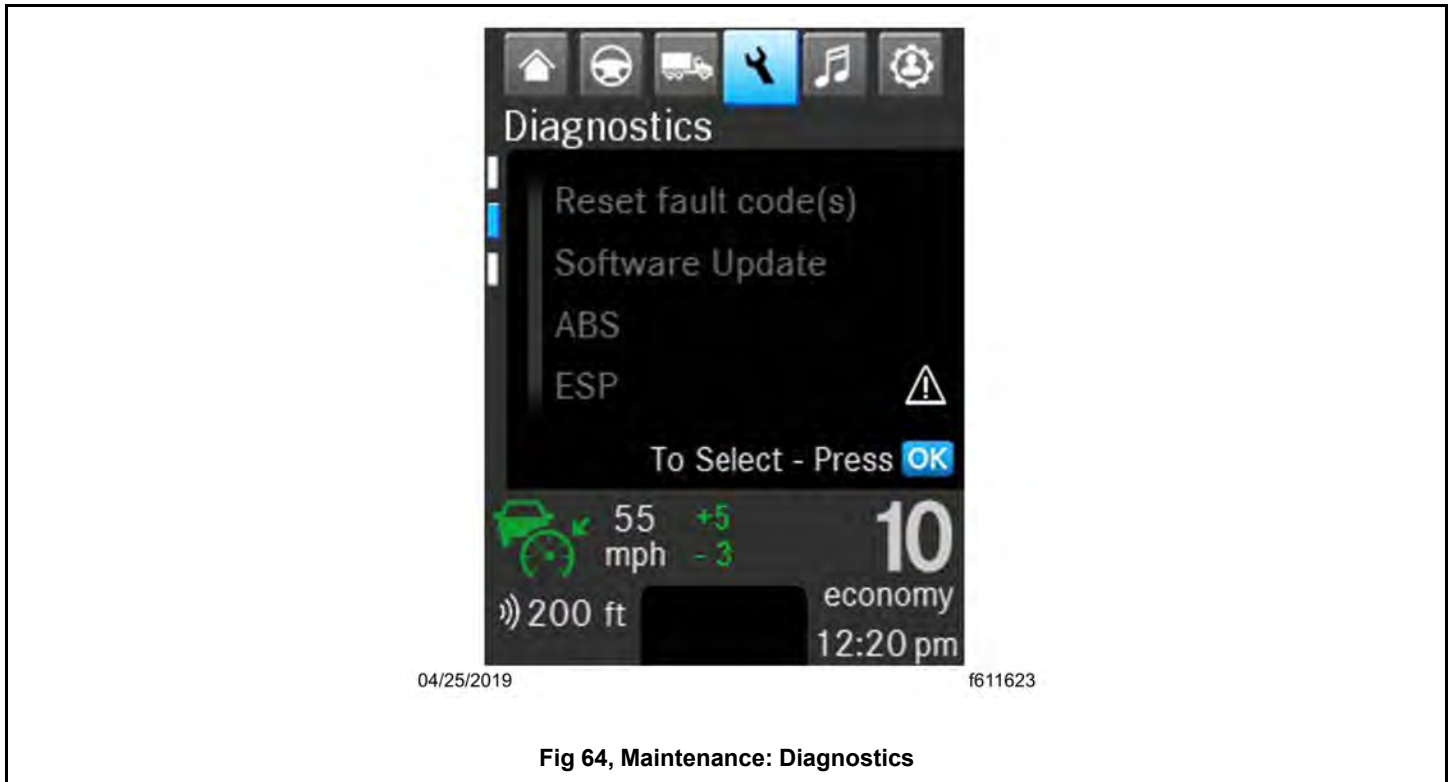 Diagnostics
Reset fault code(s)
Software Update
ABS
ESP
To Select - Press OK
55 +5
mph - 3
10
economy
200 ft
12:20 pm
04/25/2019 f611623
Fig 64, Maintenance: Diagnostics